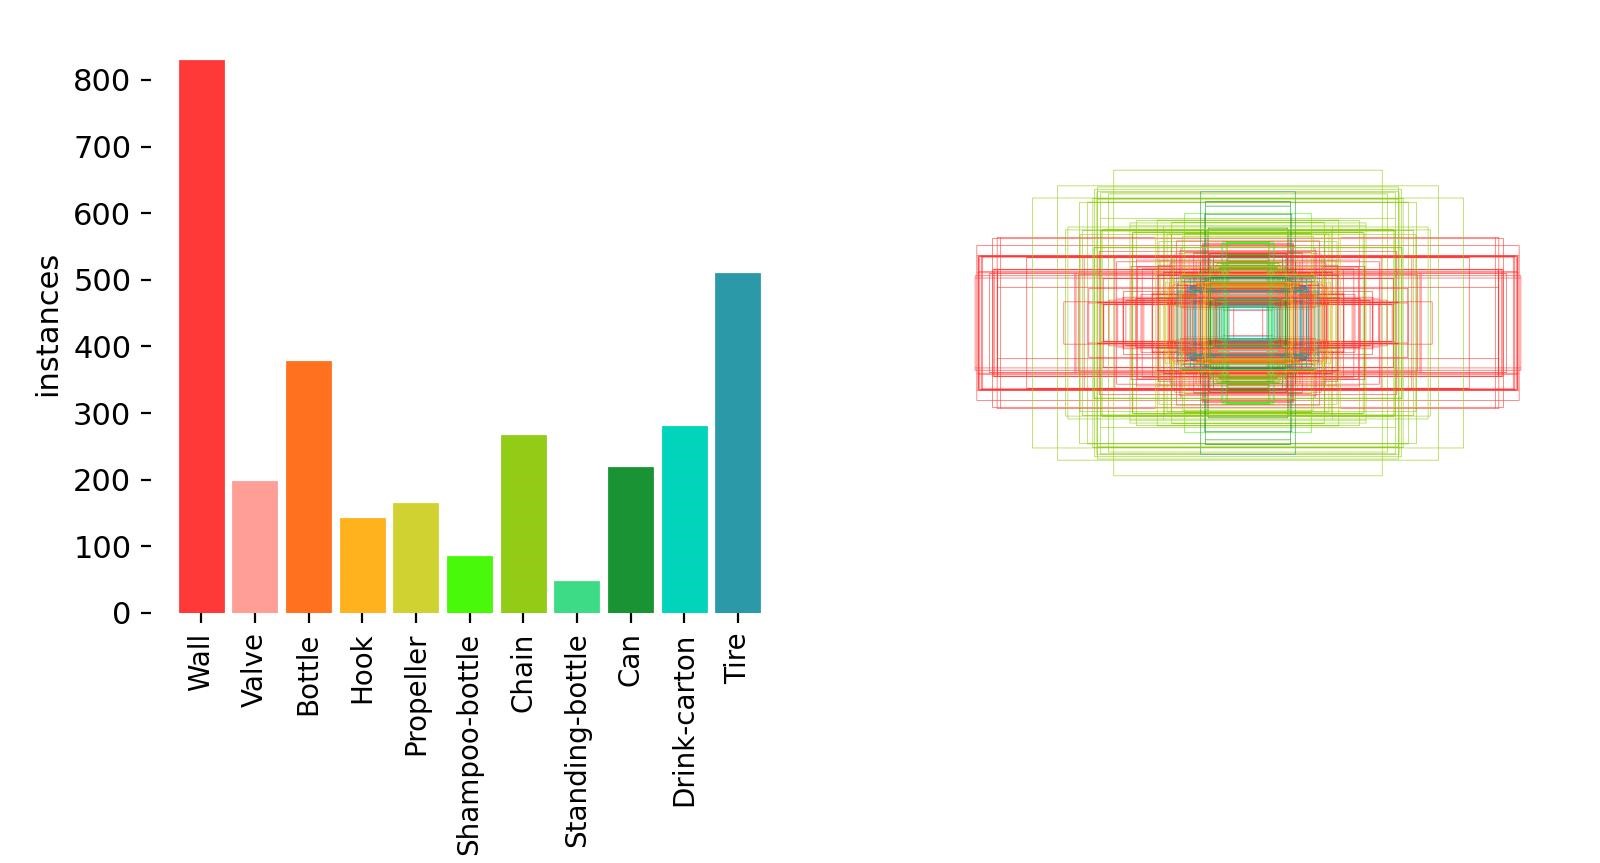 instances
800
700
600
500
400
300
200
100
0
Wall
Valve
Bottle
Hook
Propeller
Shampoo-bottle
Chain
Standing-bottle
Can
Drink-carton
Tire